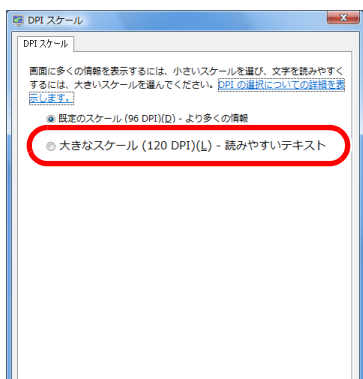 DPI スケール
DPI スケール
画面に多くの情報を表示するには、小さいスケールを選び、文字を読みやすく
するには、大きいスケールを選んでください。DPI の選択についての詳細を表
示します。
既定のスケール (96 DPI)(D) - より多くの情報
大きなスケール (120 DPI)(L) - 読みやすいテキスト